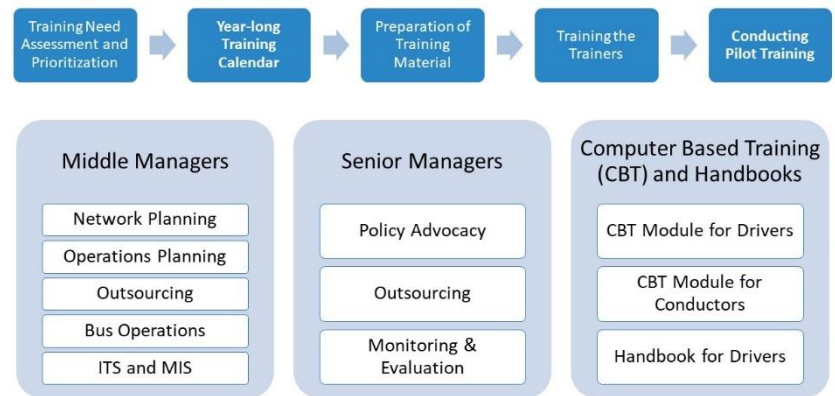 Training Need
Assessment and
Prioritization
Year-long
Training
Calendar
Preparation of
Training
Material
Training the
Trainers
Conducting
Pilot Training
Middle Managers
Network Planning
Operations Planning
Outsourcing
Bus Operations
ITS and MIS
Senior Managers
Policy Advocacy
Outsourcing
Monitoring &
Evaluation
Computer Based Training
(CBT) and Handbooks
CBT Module for Drivers
CBT Module for
Conductors
Handbook for Drivers